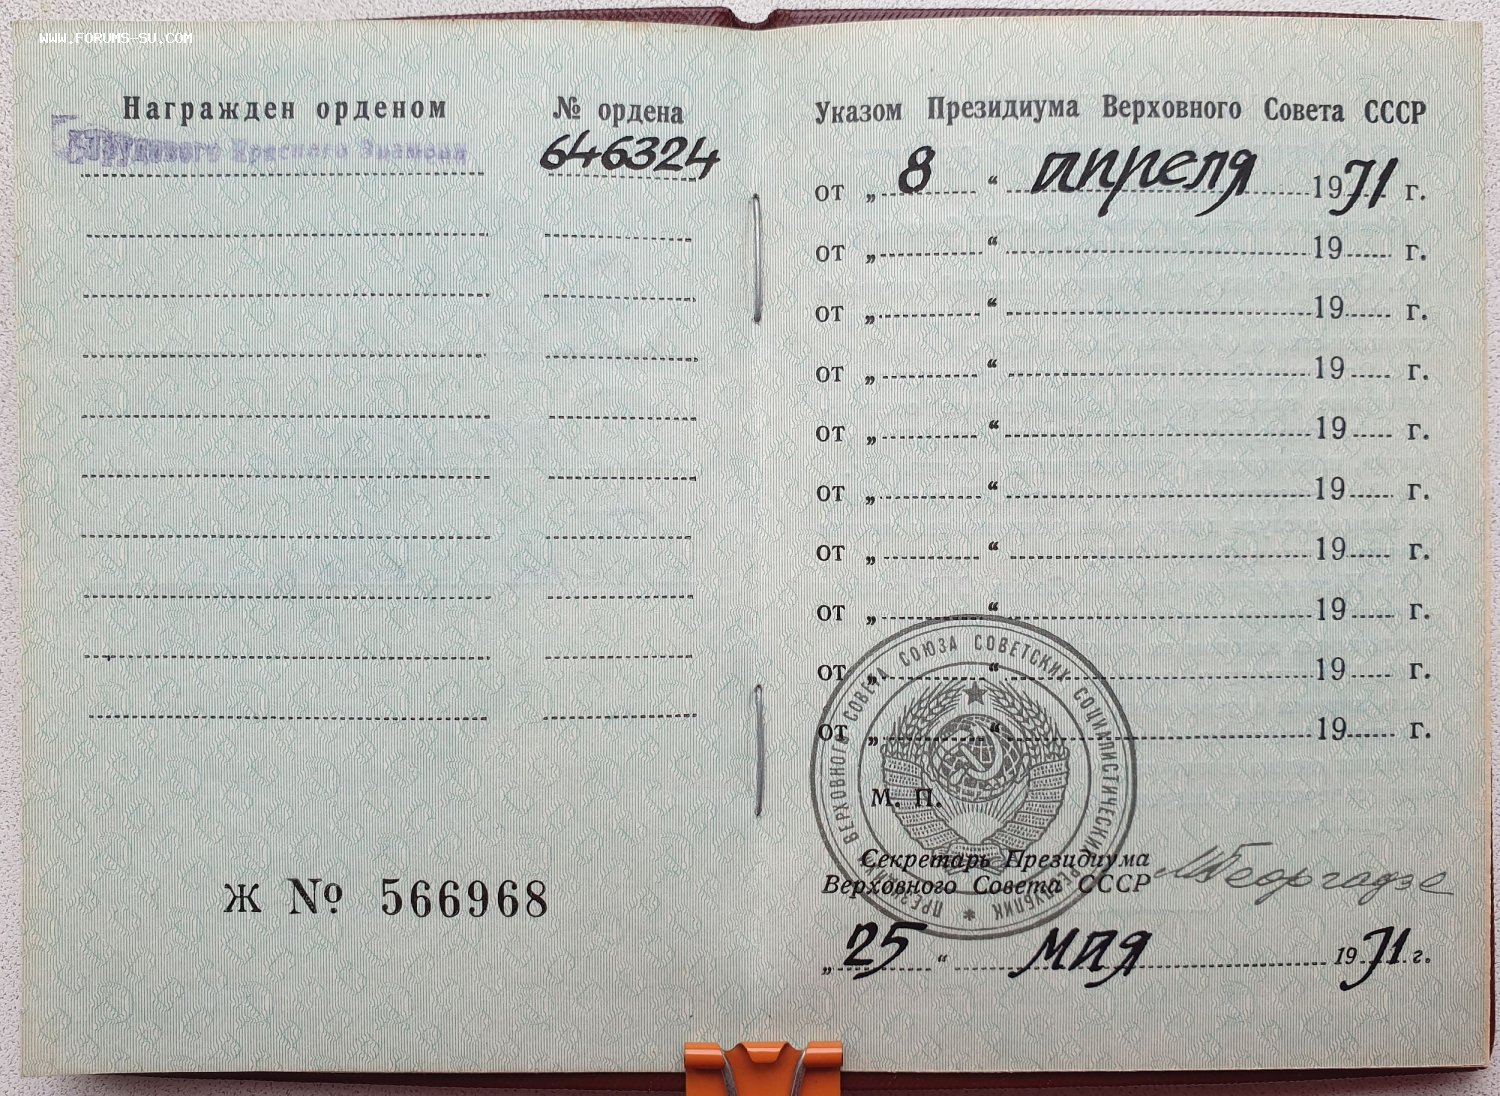 WWW.FORUMS-SU.COM
Награжден орденом
Трудового Красного Знамени
№ ордена
646324
Ж № 566968
Указом Президиума Верховного Совета СССР
от „ 8 “ апреля 1971 г.
от „ “ 19 г.
от „ “ 19 г.
от „ “ 19 г.
от „ “ 19 г.
от „ “ 19 г.
от „ “ 19 г.
от „ “ 19 г.
от „ “ 19 г.
от „ “ 19 г.
ПРЕЗИДИУМ ВЕРХОВНОГО СОВЕТА СОЮЗА СОВЕТСКИХ СОЦИАЛИСТИЧЕСКИХ РЕСПУБЛИК *
М. П.
Секретарь Президиума
Верховного Совета СССР
МГеоргадзе
„ 25 “ мая 1971 г.